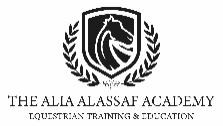 THE ALIA ALASSAF ACADEMY
EQUESTRIAN TRAINING & EDUCATION